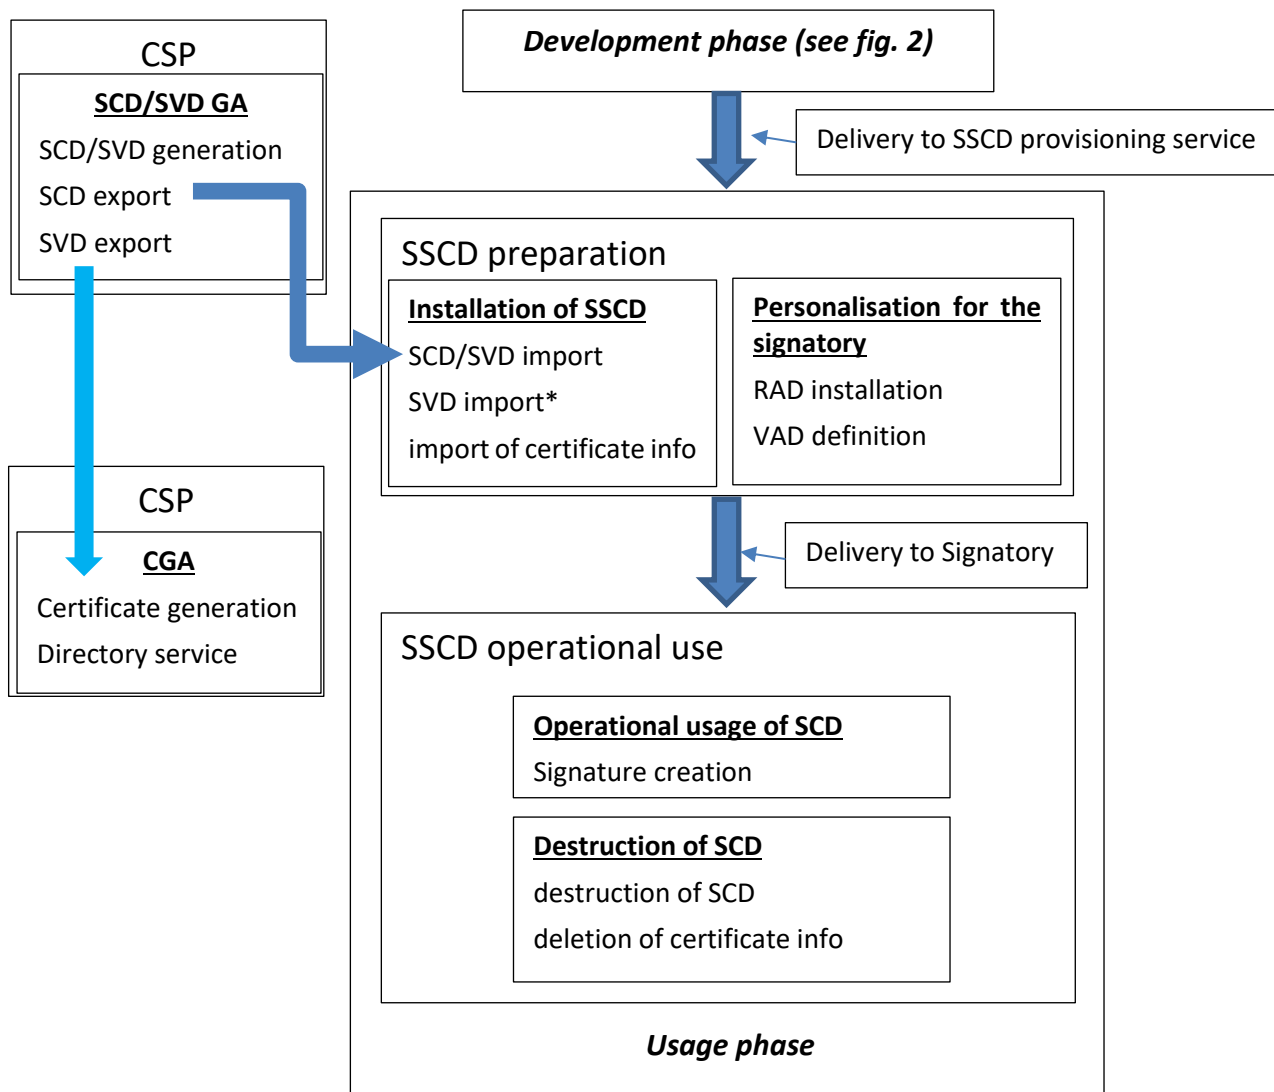 CSP
SCD/SVD GA
SCD/SVD generation
SCD export
SVD export
Development phase (see fig. 2)
Delivery to SSCD provisioning service
SSCD preparation
Installation of SSCD
SCD/SVD import
SVD import*
import of certificate info
Personalisation for the
signatory
RAD installation
VAD definition
CSP
CGA
Certificate generation
Directory service
Delivery to Signatory
SSCD operational use
Operational usage of SCD
Signature creation
Destruction of SCD
destruction of SCD
deletion of certificate info
Usage phase